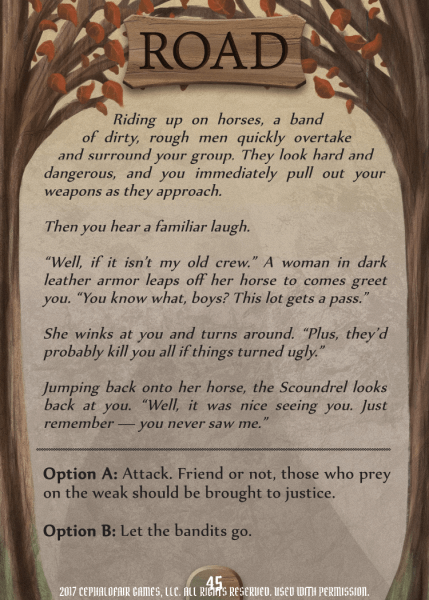 ROAD
Riding up on horses, a band
of dirty, rough men quickly overtake
and surround your group. They look hard and
dangerous, and you immediately pull out your
weapons as they approach.
Then you hear a familiar laugh.
“Well, if it isn’t my old crew.” A woman in dark
leather armor leaps off her horse to comes greet
you. “You know what, boys? This lot gets a pass.”
She winks at you and turns around. “Plus, they’d
probably kill you all if things turned ugly.”
Jumping back onto her horse, the Scoundrel looks
back at you. “Well, it was nice seeing you. Just
remember — you never saw me.”
Option A: Attack. Friend or not, those who prey
on the weak should be brought to justice.
Option B: Let the bandits go.
45
2017 CEPHALOFAIR GAMES, LLC. ALL RIGHTS RESERVED. USED WITH PERMISSION.